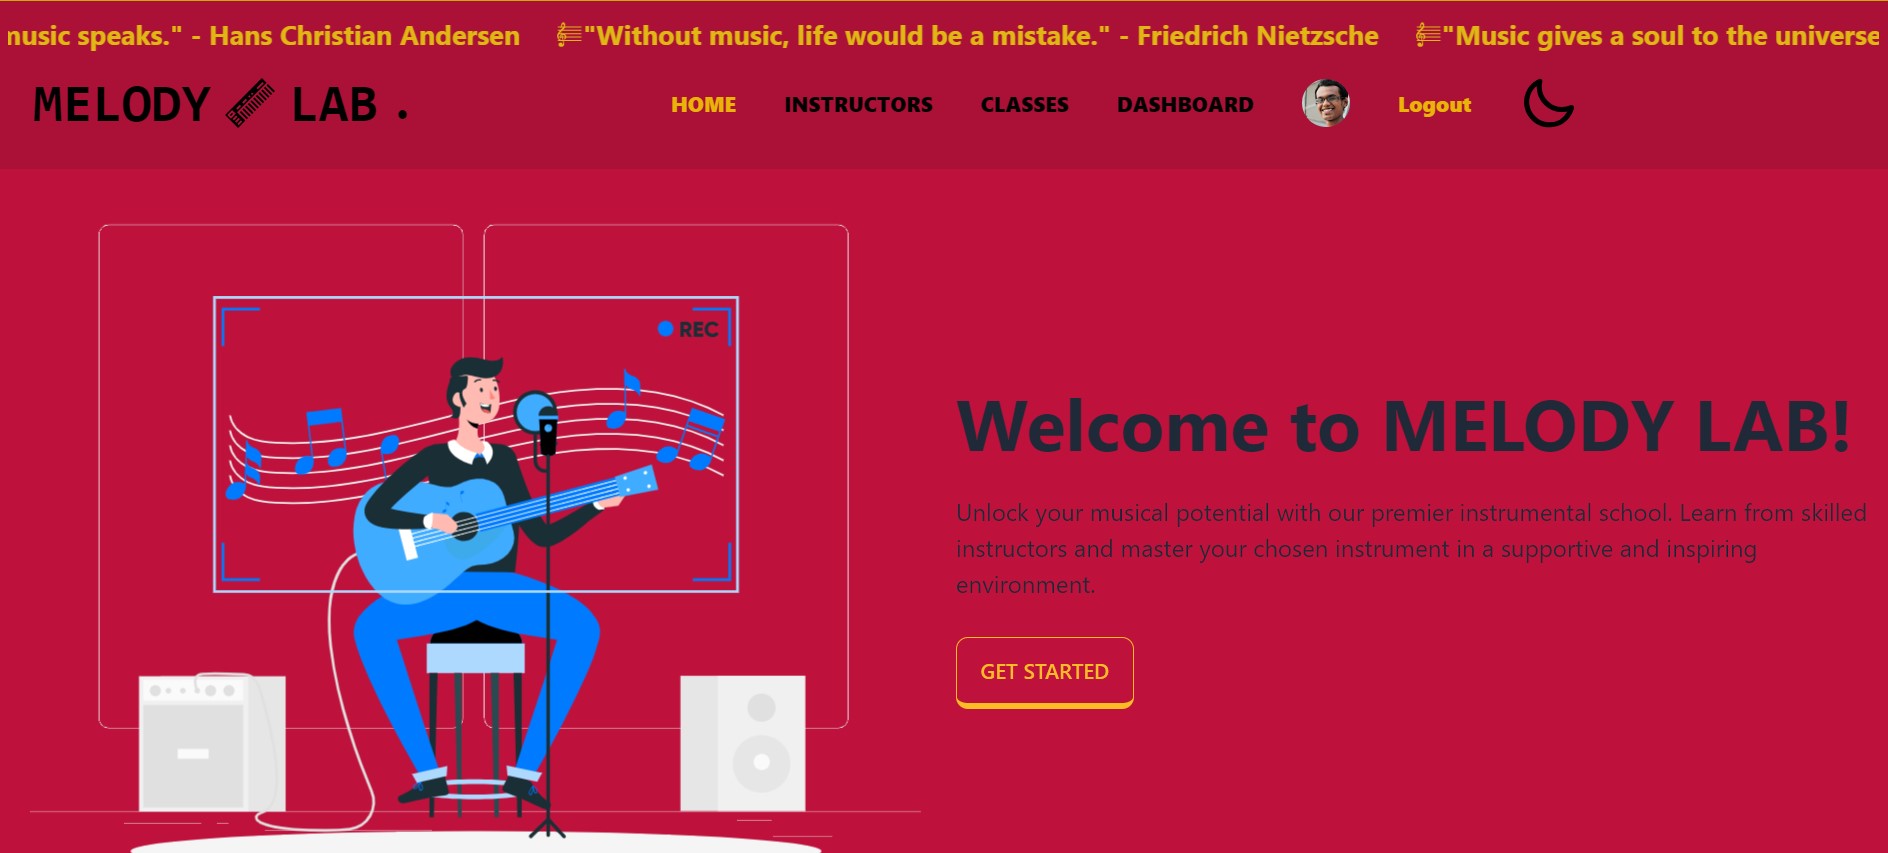 music speaks." - Hans Christian Andersen "Without music, life would be a mistake." - Friedrich Nietzsche "Music gives a soul to the universe
MELODY LAB .
HOME INSTRUCTORS CLASSES DASHBOARD Logout
REC
Welcome to MELODY LAB!
Unlock your musical potential with our premier instrumental school. Learn from skilled
instructors and master your chosen instrument in a supportive and inspiring
environment.
GET STARTED